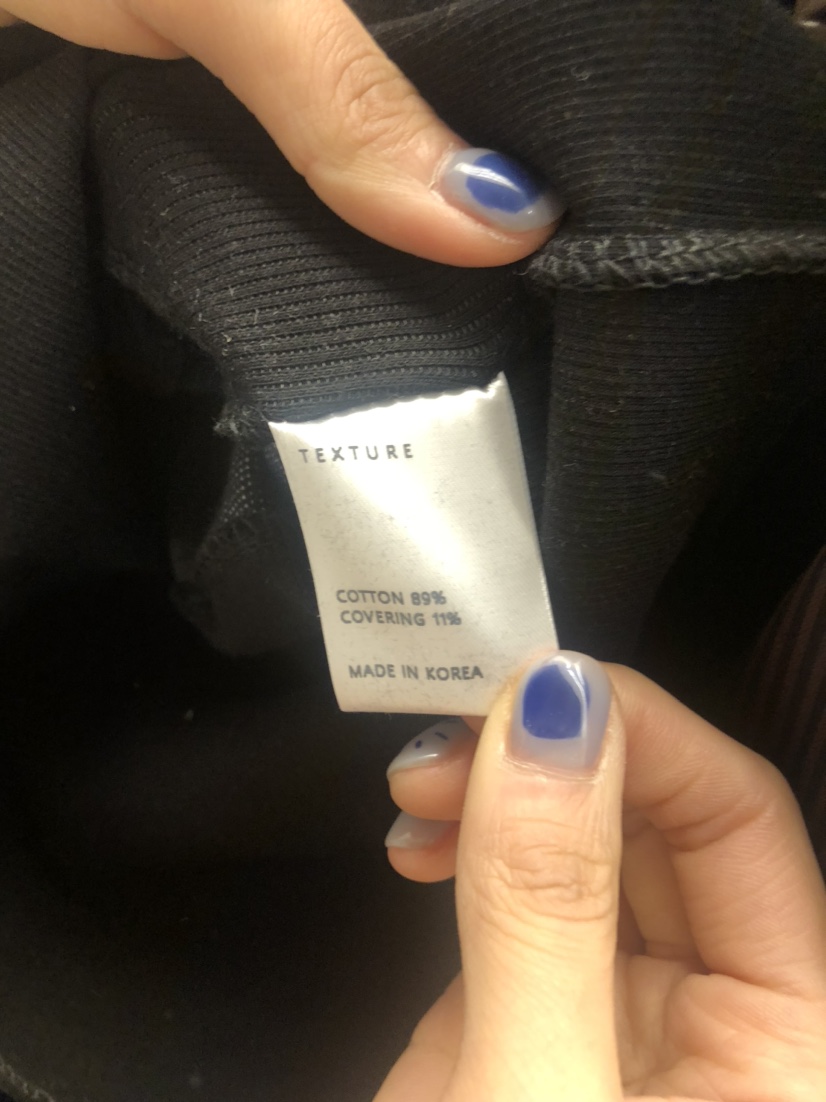 TEXTURE
COTTON 89%
COVERING 11%
MADE IN KOREA